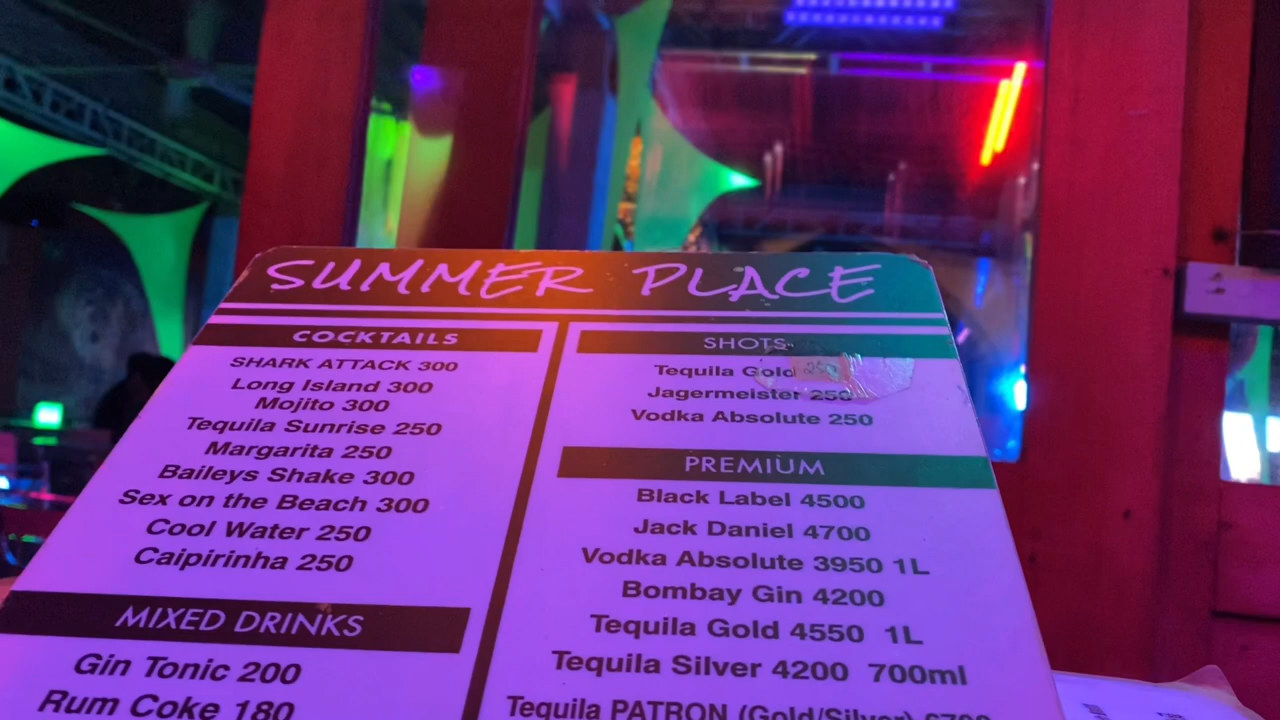 SUMMER PLACE
COCKTAILS
SHARK ATTACK 300
Long Island 300
Mojito 300
Tequila Sunrise 250
Margarita 250
Baileys Shake 300
Sex on the Beach 300
Cool Water 250
Caipirinha 250
MIXED DRINKS
Gin Tonic 200
Rum Coke 180
SHOTS
Tequila Gold 250
Jagermeister 250
Vodka Absolute 250
PREMIUM
Black Label 4500
Jack Daniel 4700
Vodka Absolute 3950 1L
Bombay Gin 4200
Tequila Gold 4550 1L
Tequila Silver 4200 700ml
Tequila PATRON (Gold/Silver)